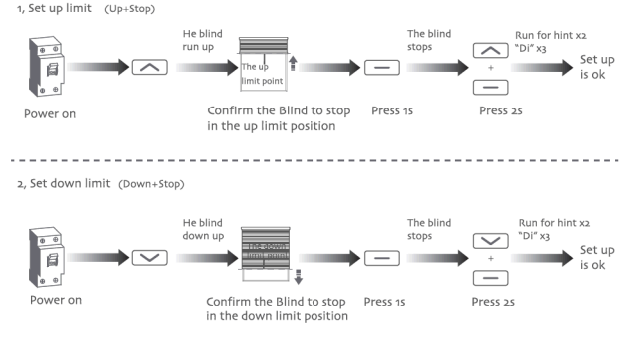 1, Set up limit (Up+Stop)
He blind
run up
The up
limit point
The blind
stops
Run for hint x2
"Di" x3
+
Set up
is ok
Power on
Confirm the Blind to stop
in the up limit position
Press 1s
Press 2s
2, Set down limit (Down+Stop)
He blind
down up
The down
limit point
The blind
stops
Run for hint x2
"Di" x3
+
Set up
is ok
Power on
Confirm the Blind to stop
in the down limit position
Press 1s
Press 2s